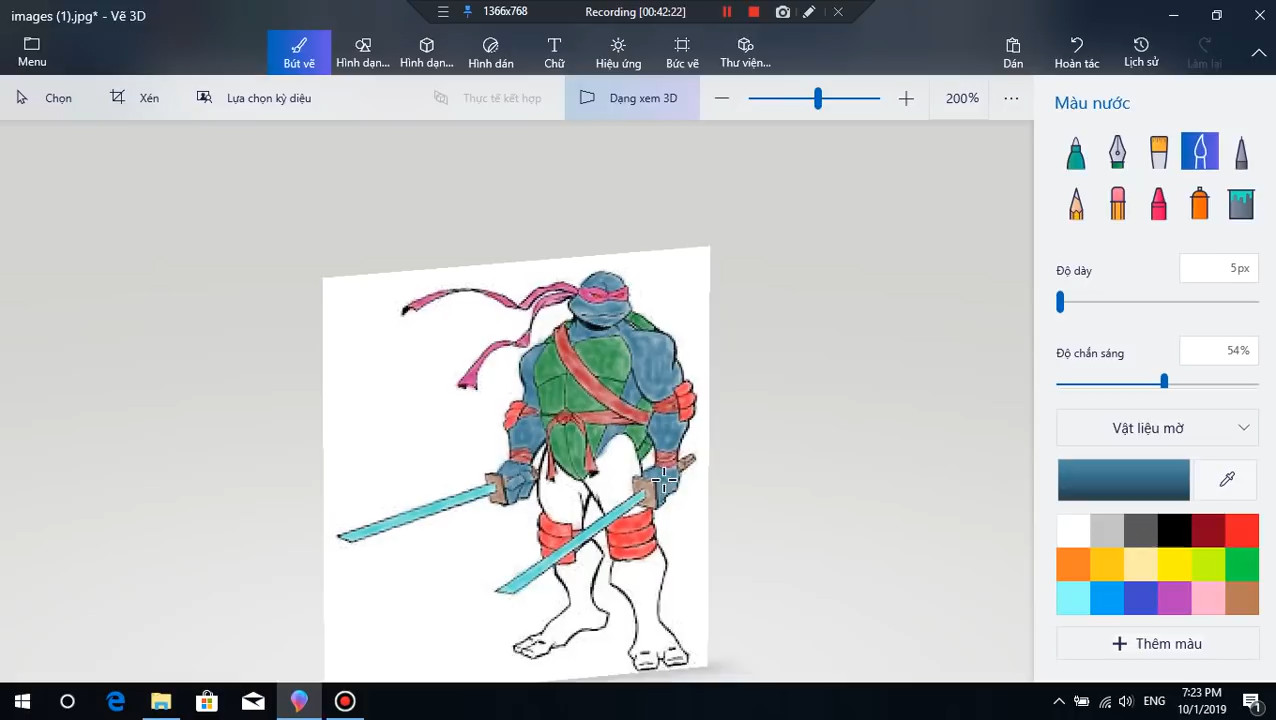 images (1).jpg* - Vẽ 3D
1366x768
Recording [00:42:22]
Menu
Bút vẽ
Hình dạn...
Hình dạn...
Hình dán
Chữ
Hiệu ứng
Bức vẽ
Thư viện...
Dán
Hoàn tác
Lịch sử
Làm lại
Chọn
Xén
Lựa chọn kỳ diệu
Thực tế kết hợp
Dạng xem 3D
200%
Màu nước
Độ dày
5px
Độ chắn sáng
54%
Vật liệu mờ
Thêm màu
ENG
7:23 PM
10/1/2019
1